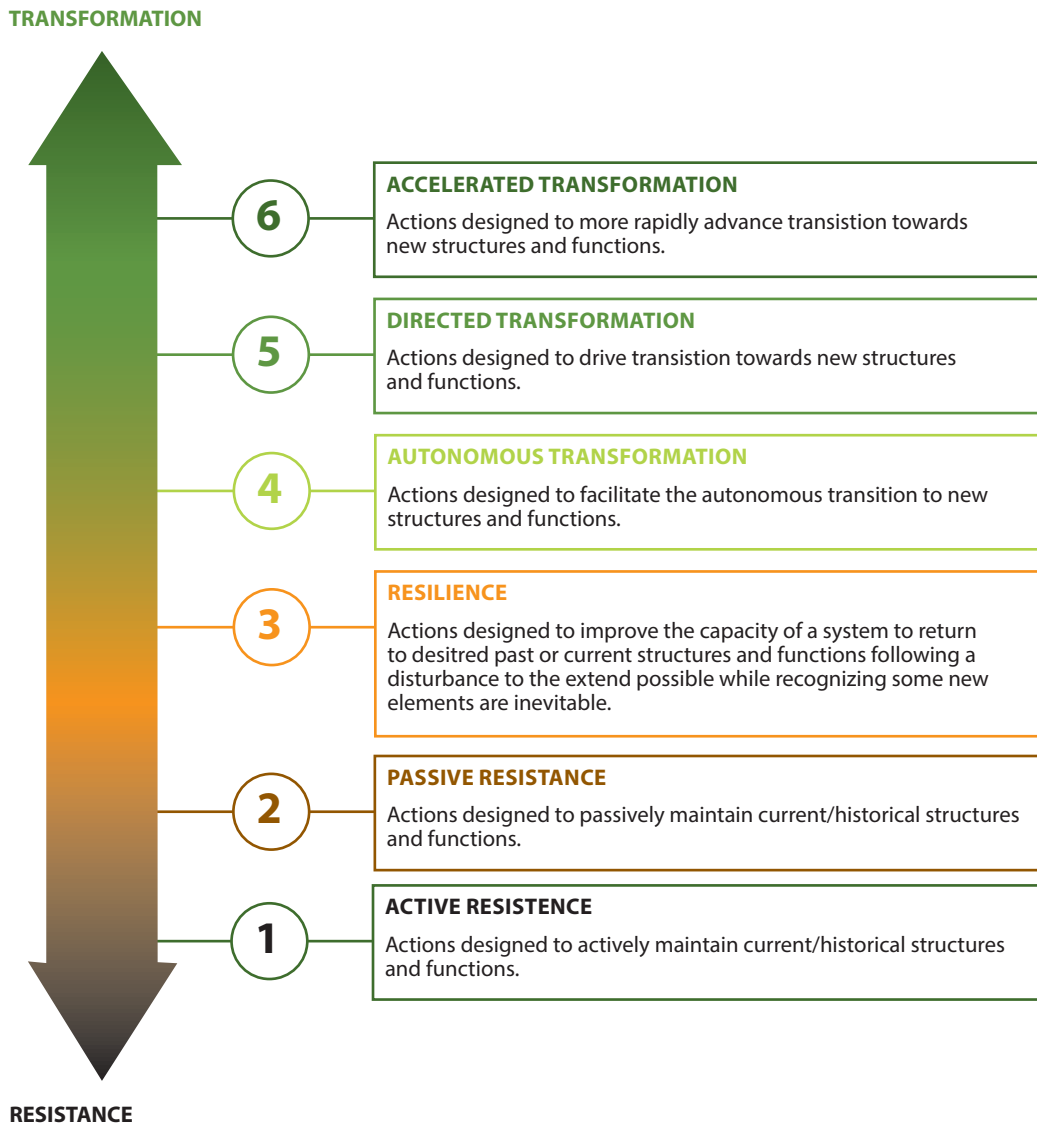 TRANSFORMATION
6
ACCELERATED TRANSFORMATION
Actions designed to more rapidly advance transistion towards
new structures and functions.
5
DIRECTED TRANSFORMATION
Actions designed to drive transistion towards new structures
and functions.
4
AUTONOMOUS TRANSFORMATION
Actions designed to facilitate the autonomous transition to new
structures and functions.
3
RESILIENCE
Actions designed to improve the capacity of a system to return
to desitred past or current structures and functions following a
disturbance to the extend possible while recognizing some new
elements are inevitable.
2
PASSIVE RESISTANCE
Actions designed to passively maintain current/historical structures
and functions.
1
ACTIVE RESISTENCE
Actions designed to actively maintain current/historical structures
and functions.
RESISTANCE